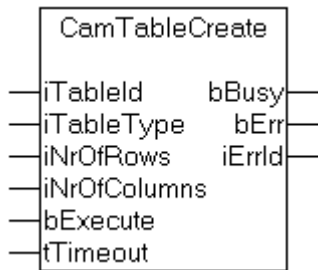 CamTableCreate
iTableId bBusy
iTableType bErr
iNrOfRows iErrId
iNrOfColumns
bExecute
tTimeout